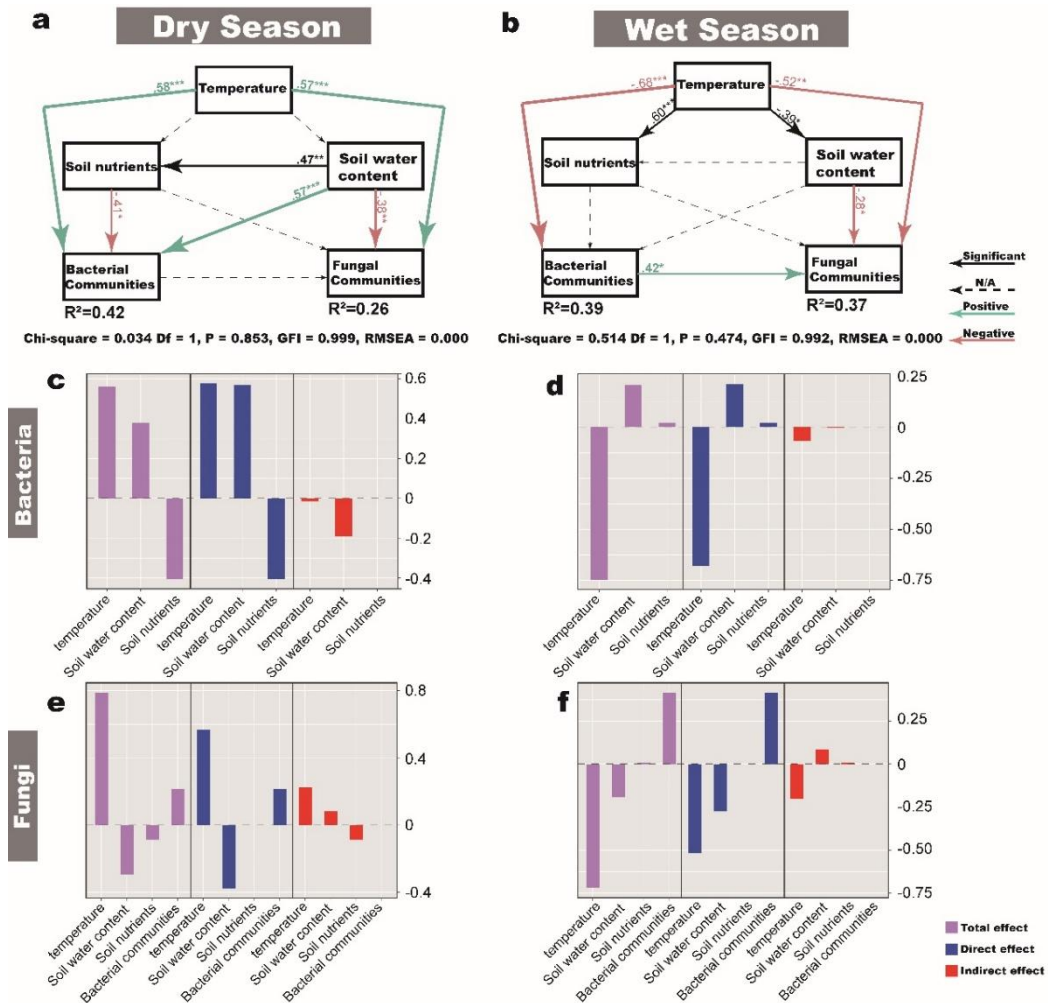 a
Dry Season
Temperature
.58***
.57***
Soil nutrients
.47**
Soil water
content
-.41*
.57***
-.38**
Bacterial
Communities
Fungal
Communities
R²=0.42
R²=0.26
Chi-square = 0.034 Df = 1, P = 0.853, GFI = 0.999, RMSEA = 0.000
b
Wet Season
Temperature
-.68***
-.52**
.60***
-.39*
Soil nutrients
Soil water
content
-.28*
Bacterial
Communities
.42*
Fungal
Communities
R²=0.39
R²=0.37
Chi-square = 0.514 Df = 1, P = 0.474, GFI = 0.992, RMSEA = 0.000
Significant
N/A
Positive
Negative
Bacteria
c
0.6
0.4
0.2
0
-0.2
-0.4
temperature
Soil water content
Soil nutrients
temperature
Soil water content
Soil nutrients
temperature
Soil water content
Soil nutrients
d
0.25
0
-0.25
-0.50
-0.75
temperature
Soil water content
Soil nutrients
temperature
Soil water content
Soil nutrients
temperature
Soil water content
Soil nutrients
Fungi
e
0.8
0.4
0
-0.4
temperature
Soil water content
Soil nutrients
Bacterial communities
temperature
Soil water content
Soil nutrients
Bacterial communities
temperature
Soil water content
Soil nutrients
Bacterial communities
f
0.25
0
-0.25
-0.50
-0.75
temperature
Soil water content
Soil nutrients
Bacterial communities
temperature
Soil water content
Soil nutrients
Bacterial communities
temperature
Soil water content
Soil nutrients
Bacterial communities
Total effect
Direct effect
Indirect effect